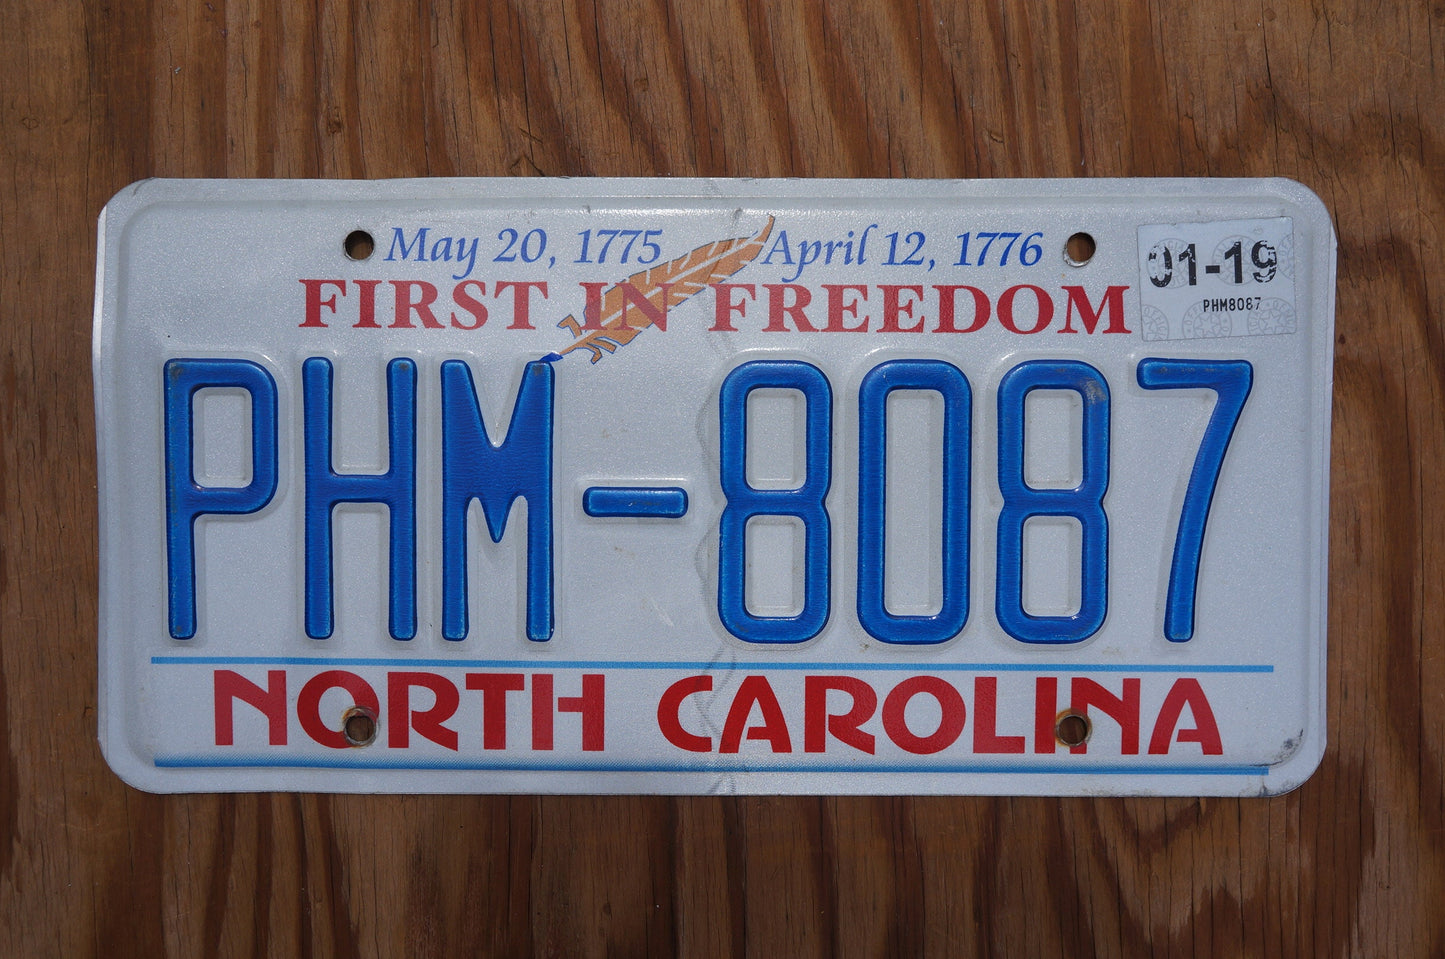 May 20, 1775 April 12, 1776
FIRST IN FREEDOM
01-19
PHM8087
PHM-8087
NORTH CAROLINA